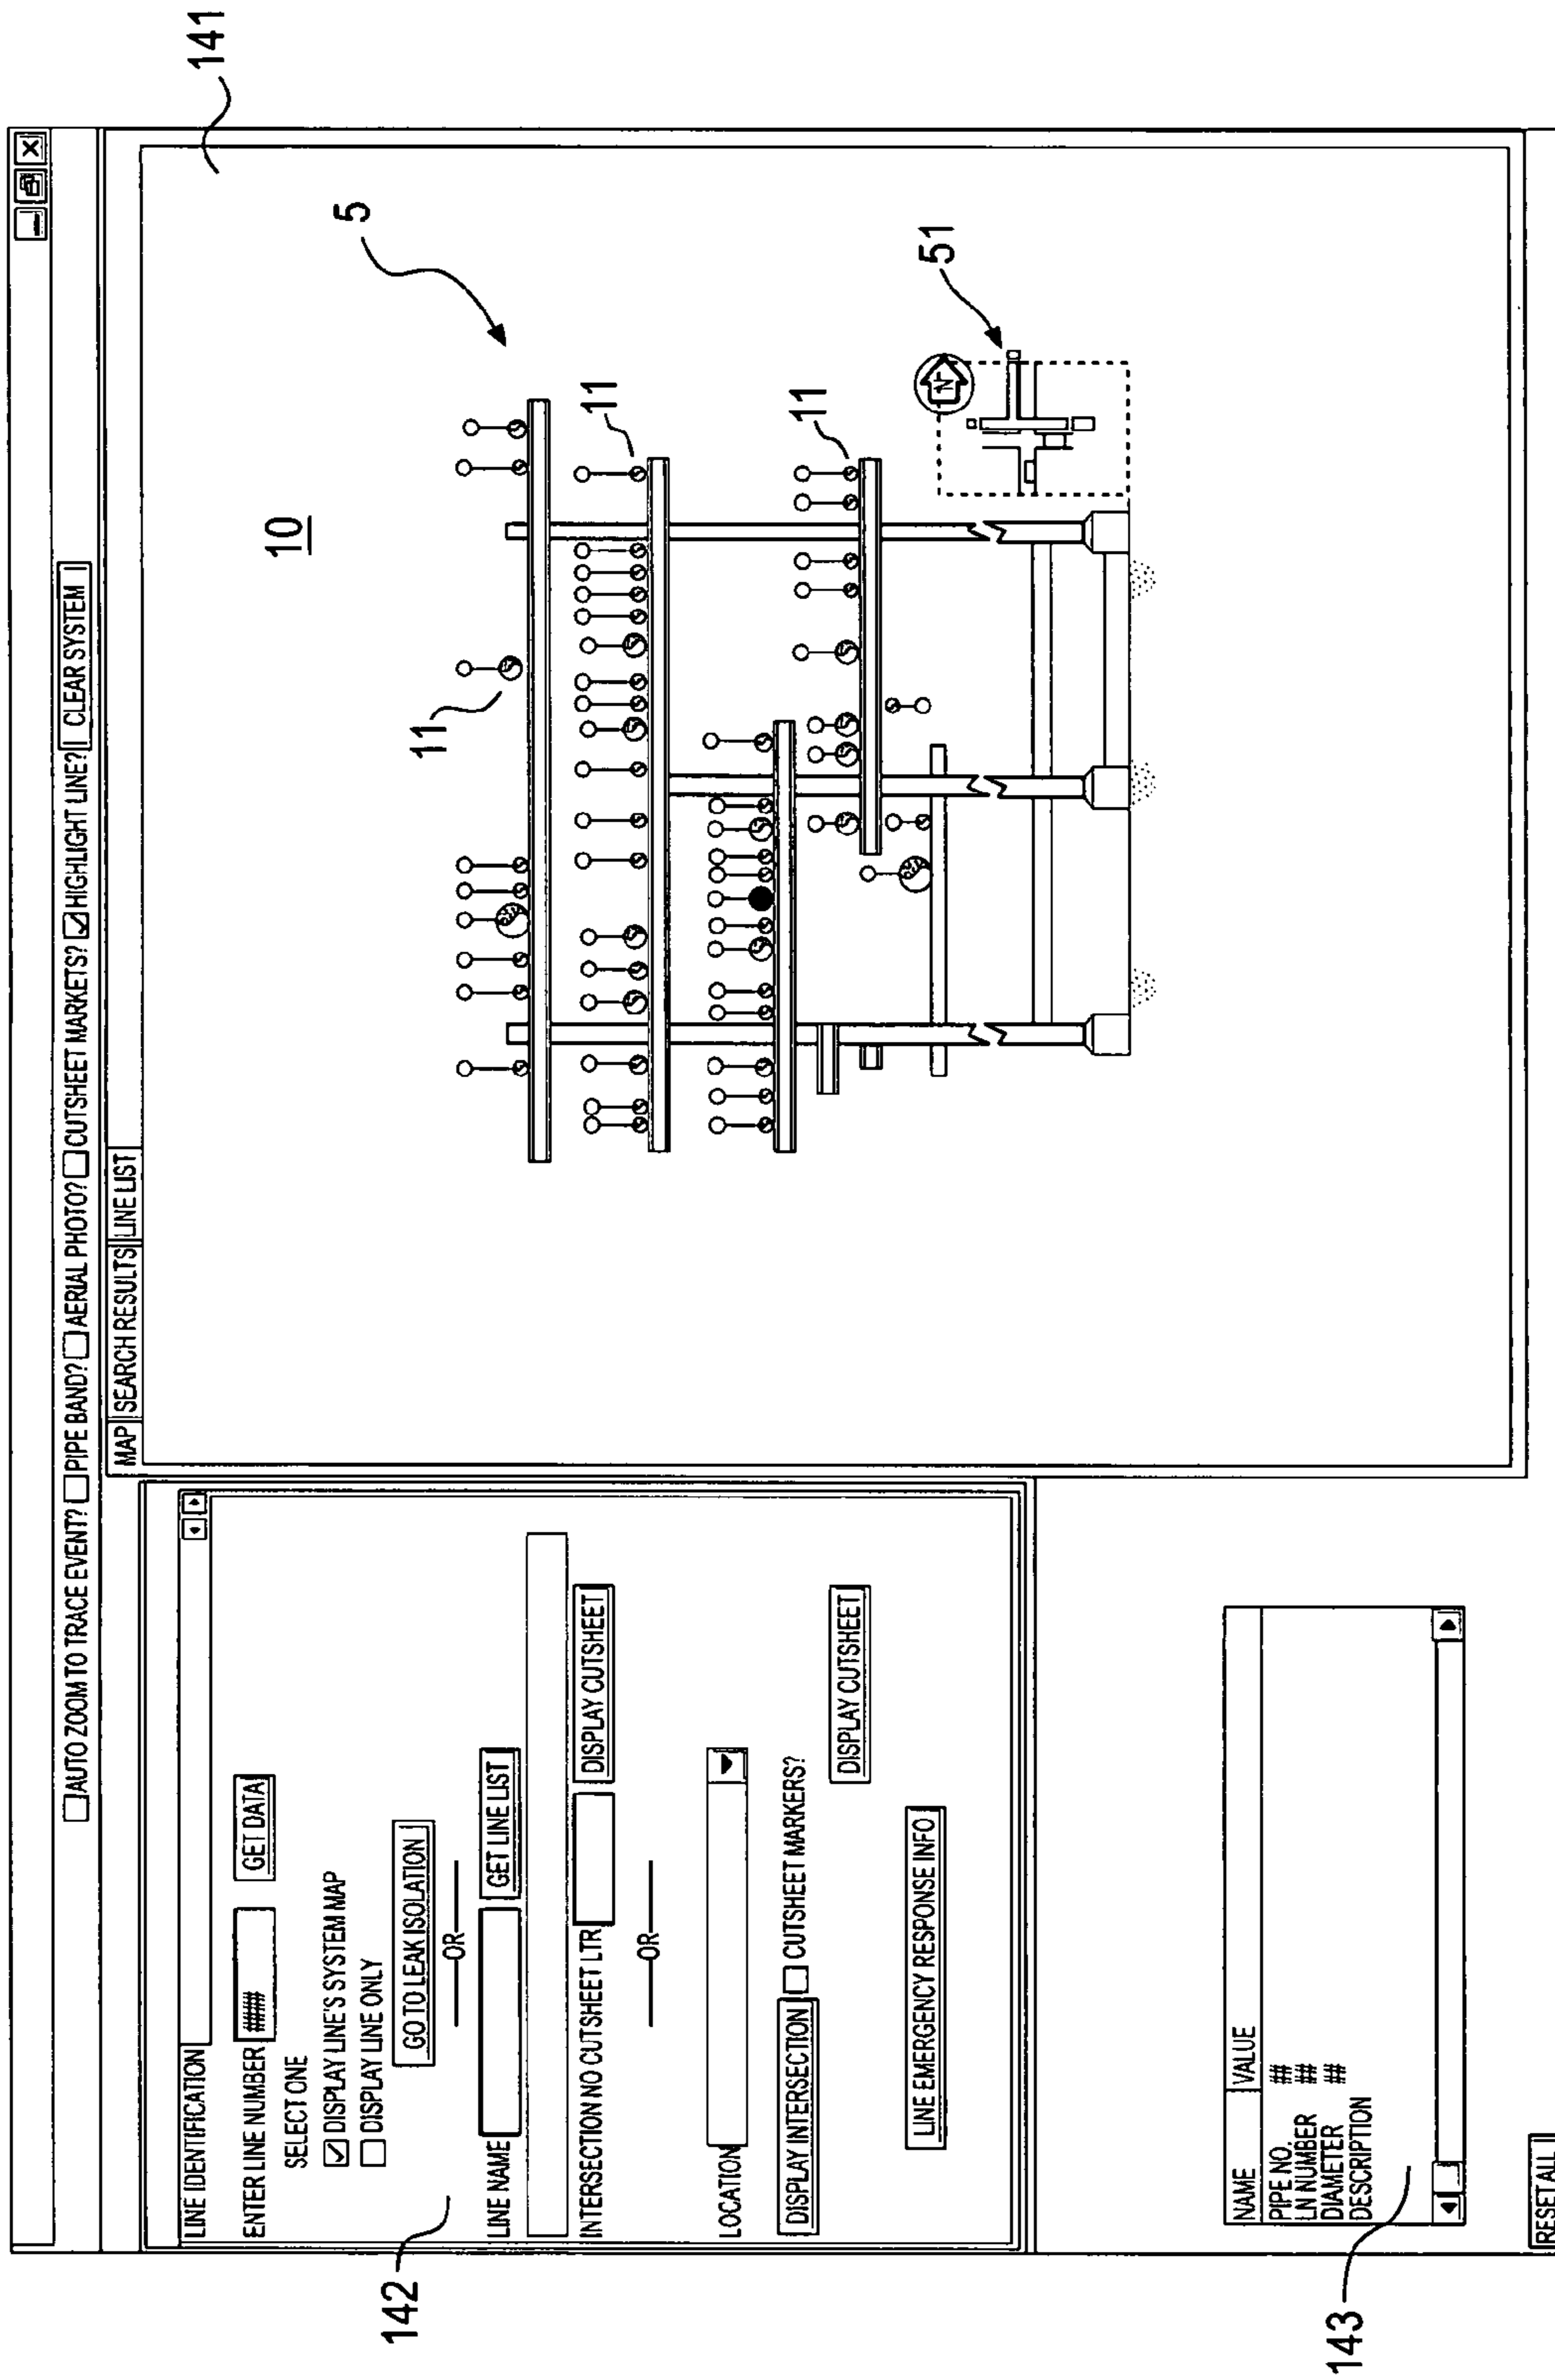 ☐ AUTO ZOOM TO TRACE EVENT? ☐ PIPE BAND? ☐ AERIAL PHOTO? ☐ CUTSHEET MARKETS? ☑ HIGHLIGHT LINE? CLEAR SYSTEM
LINE IDENTIFICATION
ENTER LINE NUMBER #### GET DATA
SELECT ONE
☑ DISPLAY LINE'S SYSTEM MAP
☐ DISPLAY LINE ONLY
GO TO LEAK ISOLATION
OR
LINE NAME GET LINE LIST
INTERSECTION NO CUTSHEET LTR DISPLAY CUTSHEET
OR
LOCATION
DISPLAY INTERSECTION ☐ CUTSHEET MARKERS?
DISPLAY CUTSHEET
LINE EMERGENCY RESPONSE INFO
142
NAME VALUE
PIPE NO. ##
LN NUMBER ##
DIAMETER ##
DESCRIPTION
143
RESET ALL
MAP SEARCH RESULTS LINE LIST
141
10
5
11
11
11
51
N